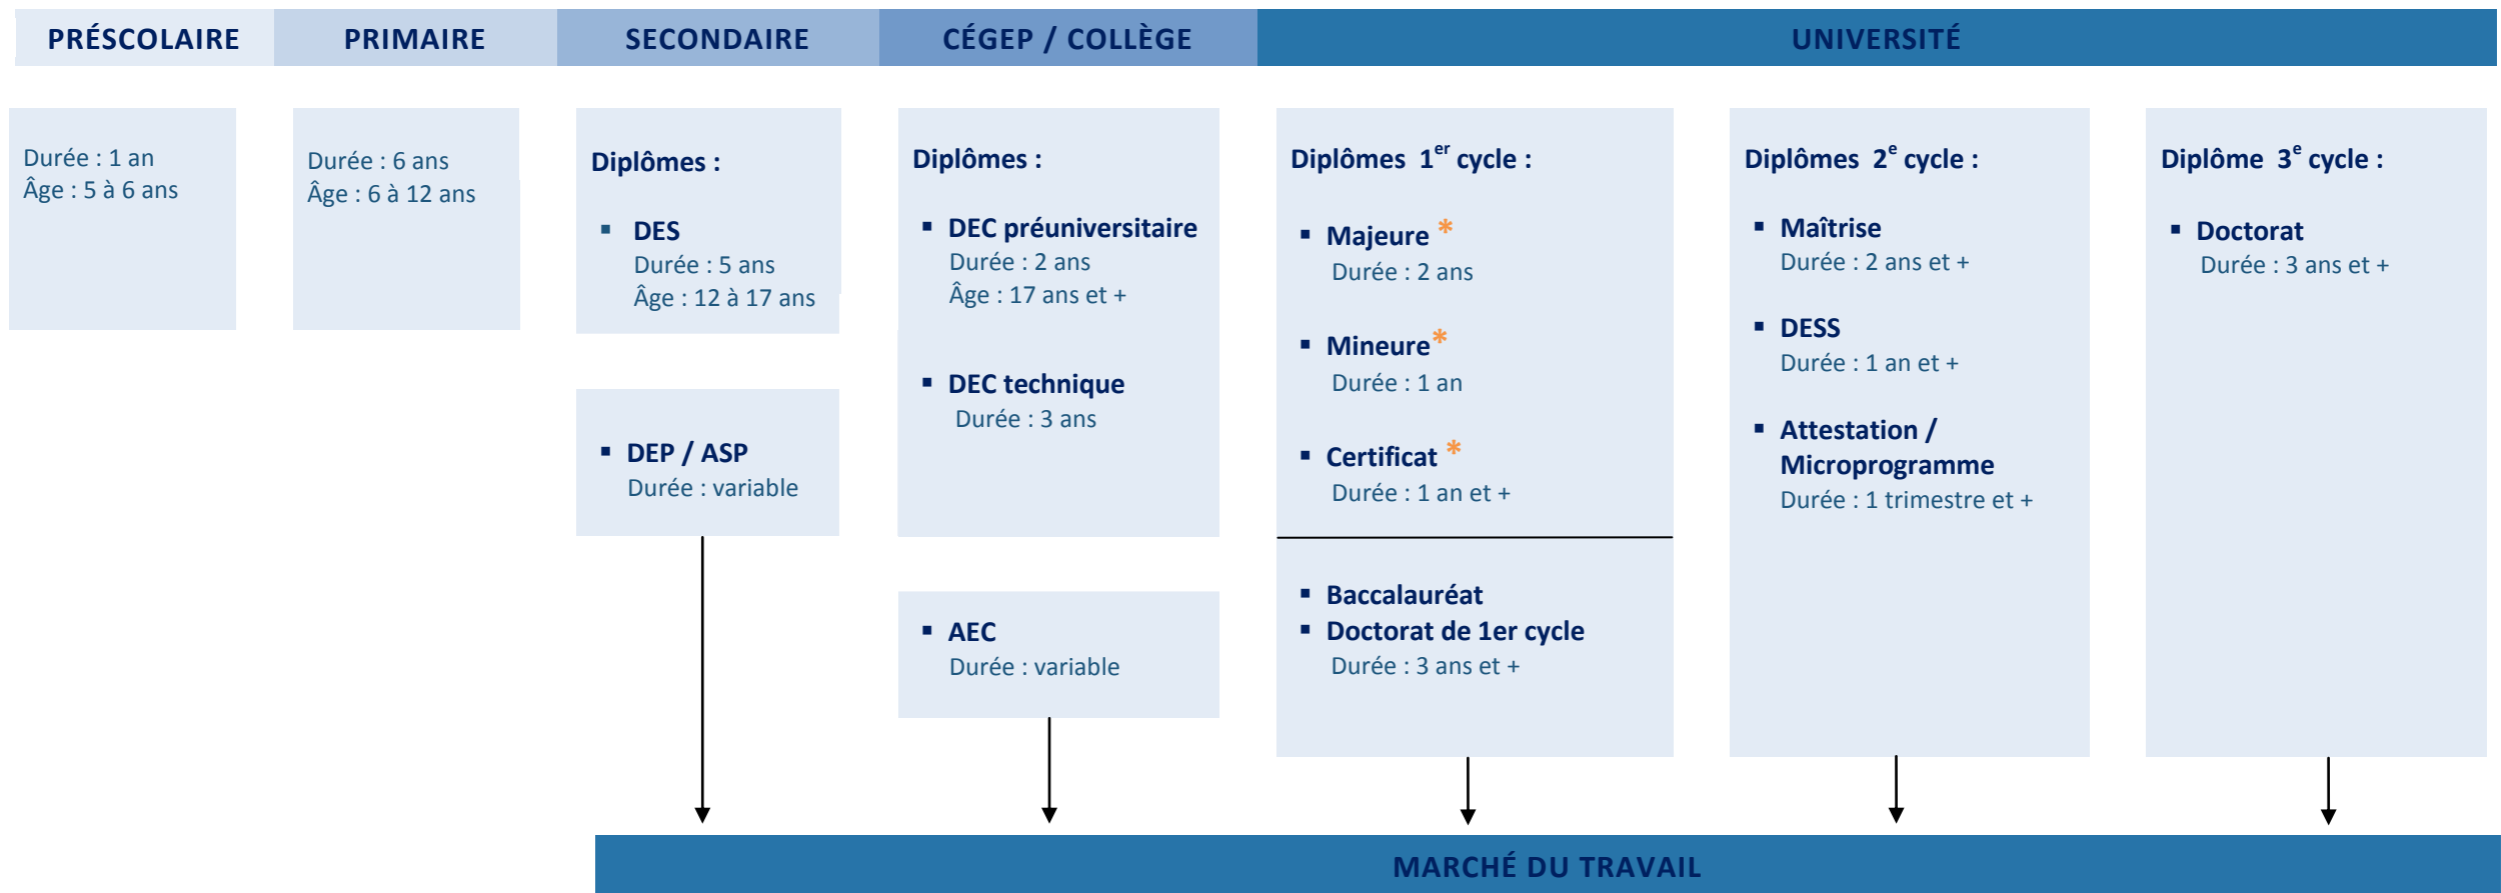 PRÉSCOLAIRE
PRIMAIRE
SECONDAIRE
CÉGEP / COLLÈGE
UNIVERSITÉ
Durée : 1 an
Âge : 5 à 6 ans
Durée : 6 ans
Âge : 6 à 12 ans
Diplômes :
▪ DES
Durée : 5 ans
Âge : 12 à 17 ans
▪ DEP / ASP
Durée : variable
Diplômes :
▪ DEC préuniversitaire
Durée : 2 ans
Âge : 17 ans et +
▪ DEC technique
Durée : 3 ans
▪ AEC
Durée : variable
Diplômes 1er cycle :
▪ Majeure *
Durée : 2 ans
▪ Mineure*
Durée : 1 an
▪ Certificat *
Durée : 1 an et +
▪ Baccalauréat
▪ Doctorat de 1er cycle
Durée : 3 ans et +
Diplômes 2e cycle :
▪ Maîtrise
Durée : 2 ans et +
▪ DESS
Durée : 1 an et +
▪ Attestation /
Microprogramme
Durée : 1 trimestre et +
Diplôme 3e cycle :
▪ Doctorat
Durée : 3 ans et +
MARCHÉ DU TRAVAIL